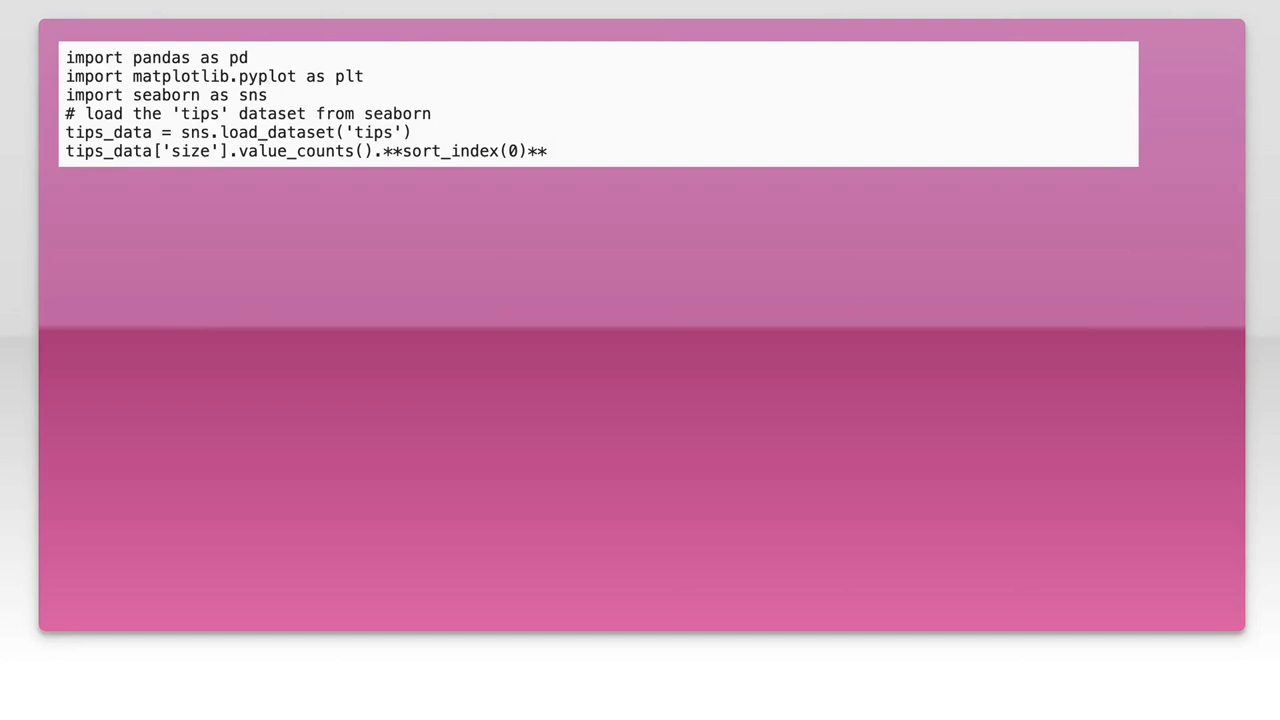 import pandas as pd
import matplotlib.pyplot as plt
import seaborn as sns
# load the 'tips' dataset from seaborn
tips_data = sns.load_dataset('tips')
tips_data['size'].value_counts().**sort_index(0)**